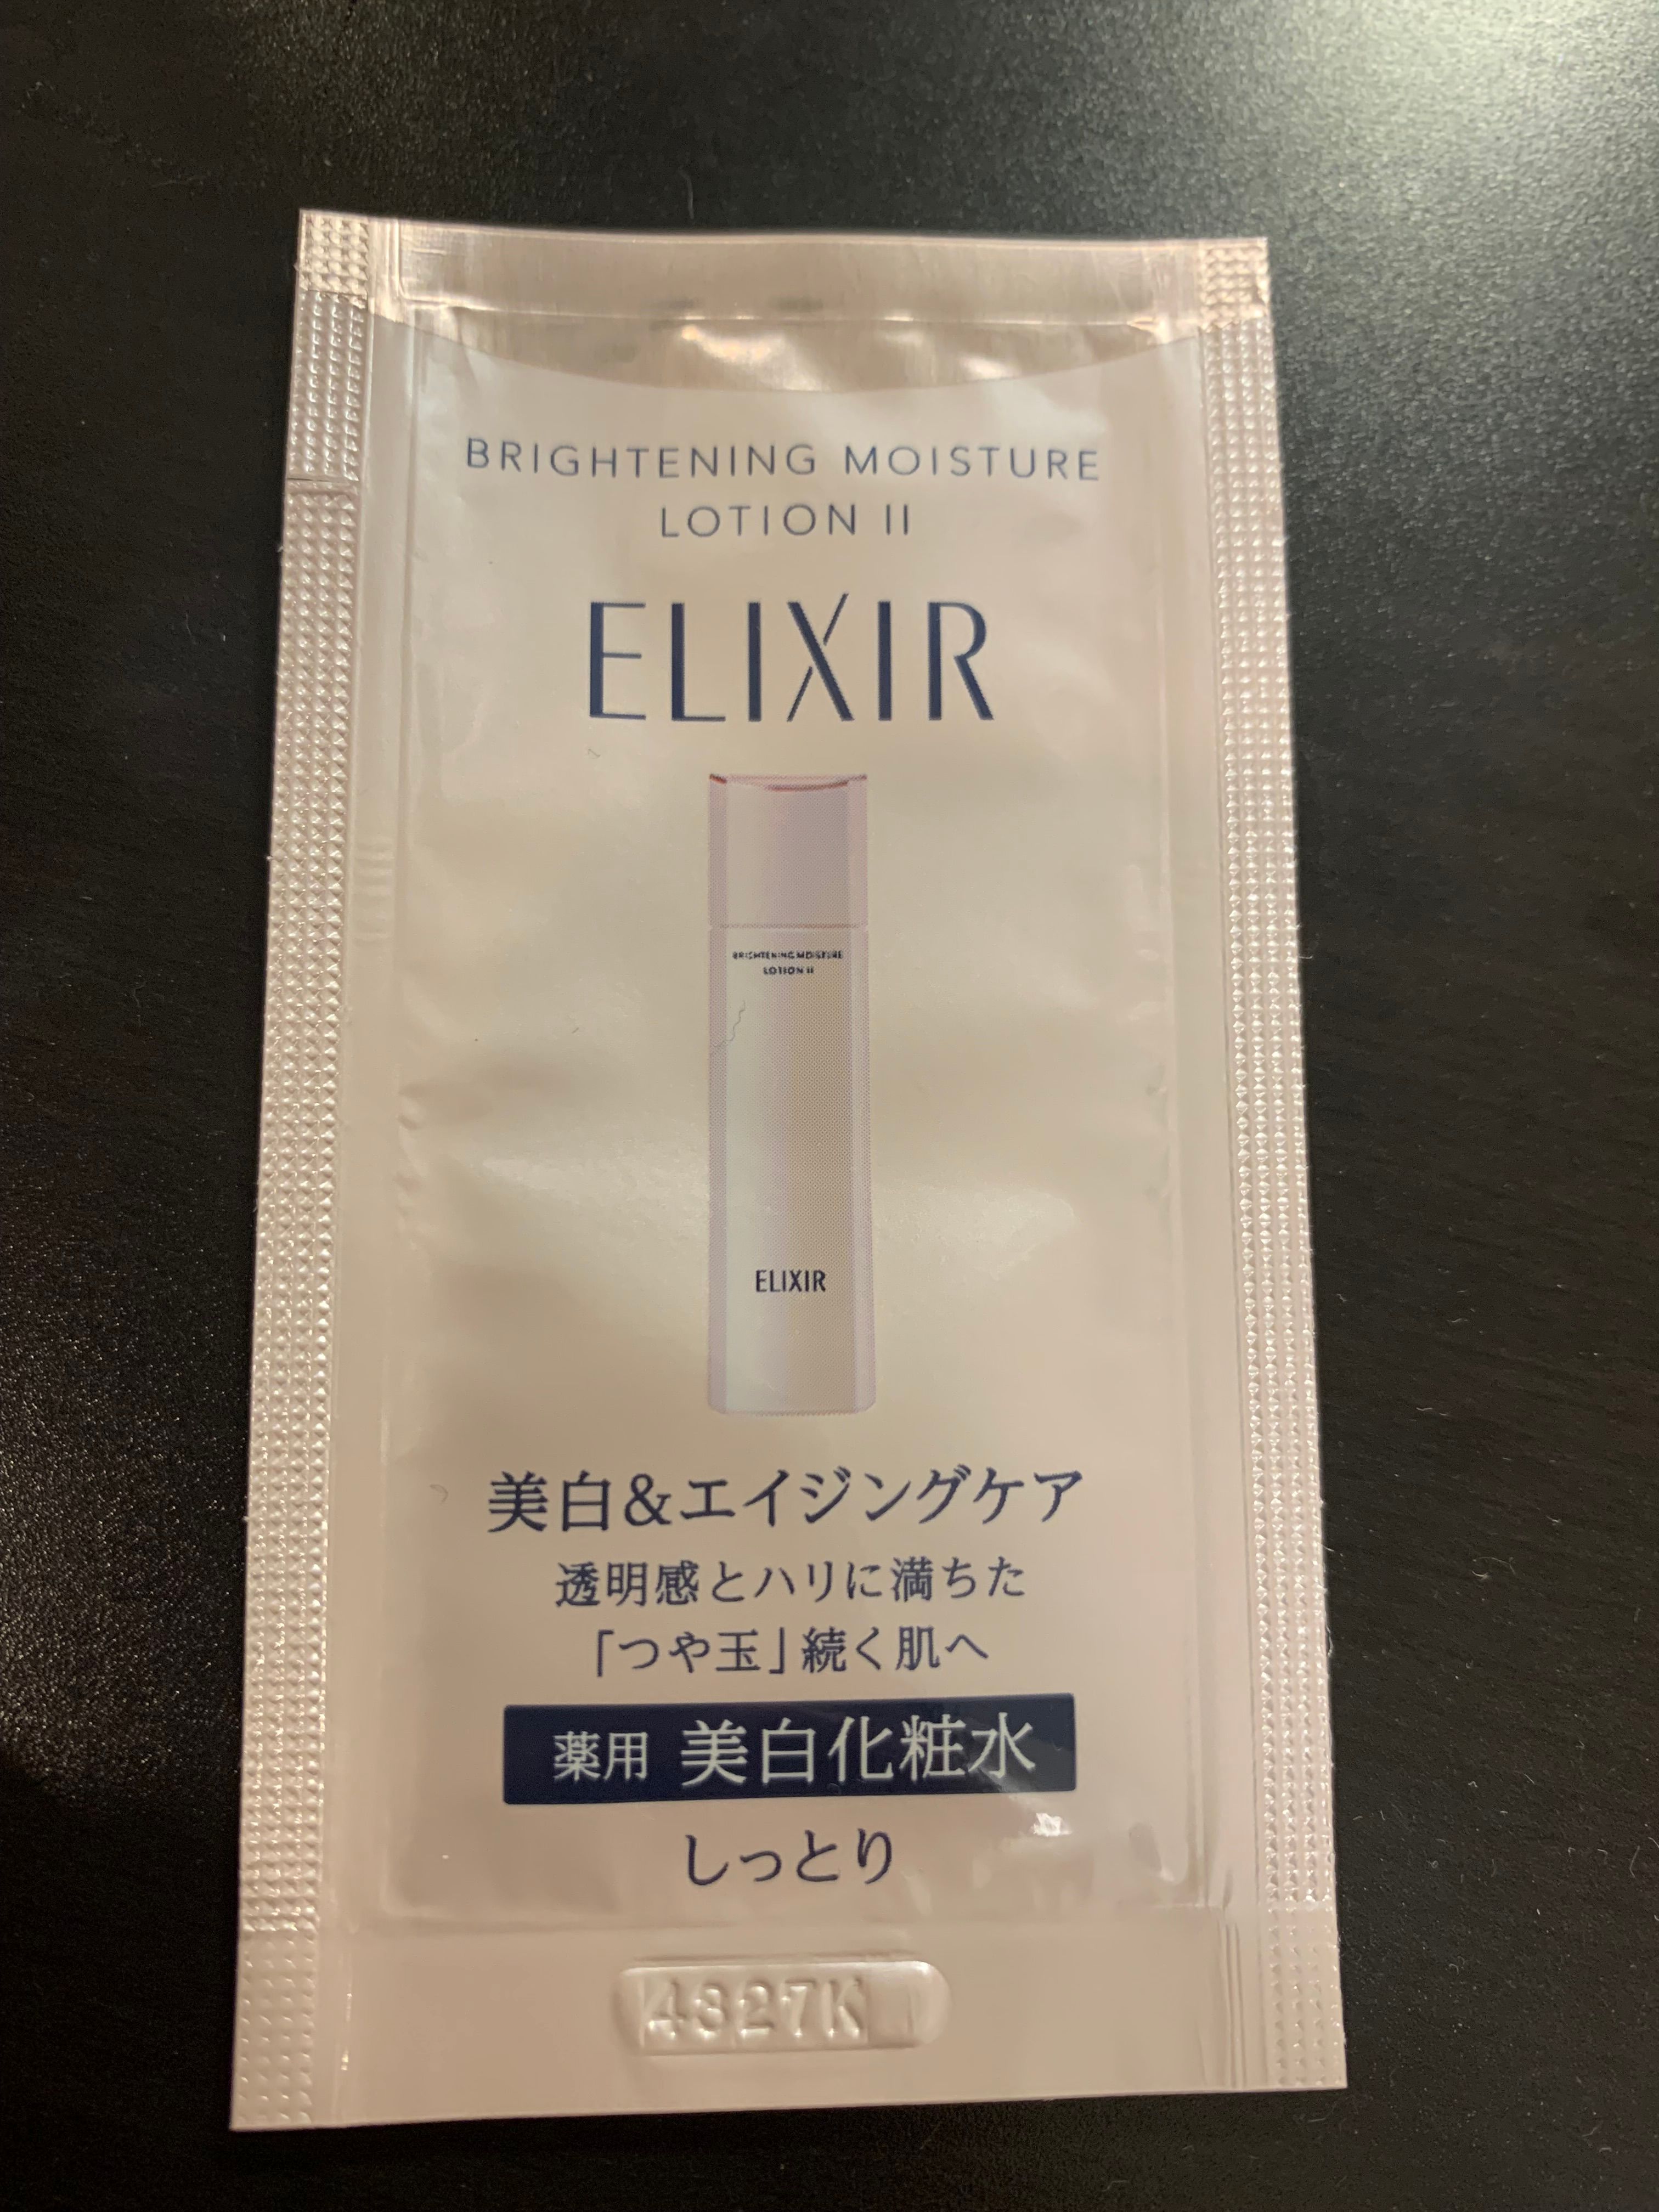 BRIGHTENING MOISTURE
LOTION II
ELIXIR
BRIGHTENING MOISTURE
LOTION II
ELIXIR
美白&エイジングケア
透明感とハリに満ちた
「つや玉」続く肌へ
薬用 美白化粧水
しっとり
4327K